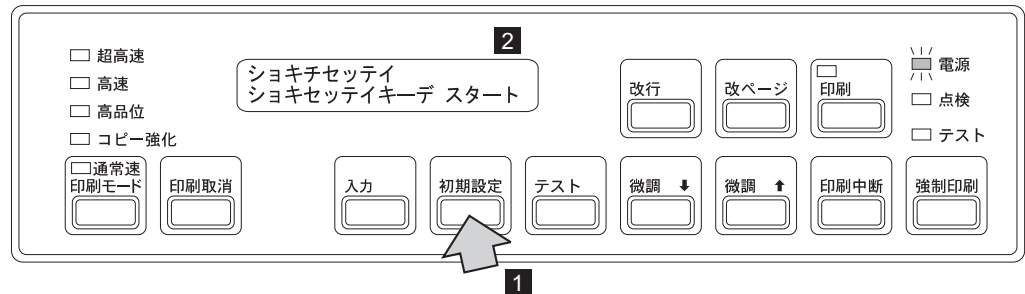 2
超高速
高速
高品位
コピー強化
ショキチセッテイ
ショキセッテイキーデ スタート
改行
改ページ
印刷
電源
点検
テスト
通常速
印刷モード
印刷取消
入力
初期設定
テスト
微調 ⬇
微調 ⬆
印刷中断
強制印刷
1